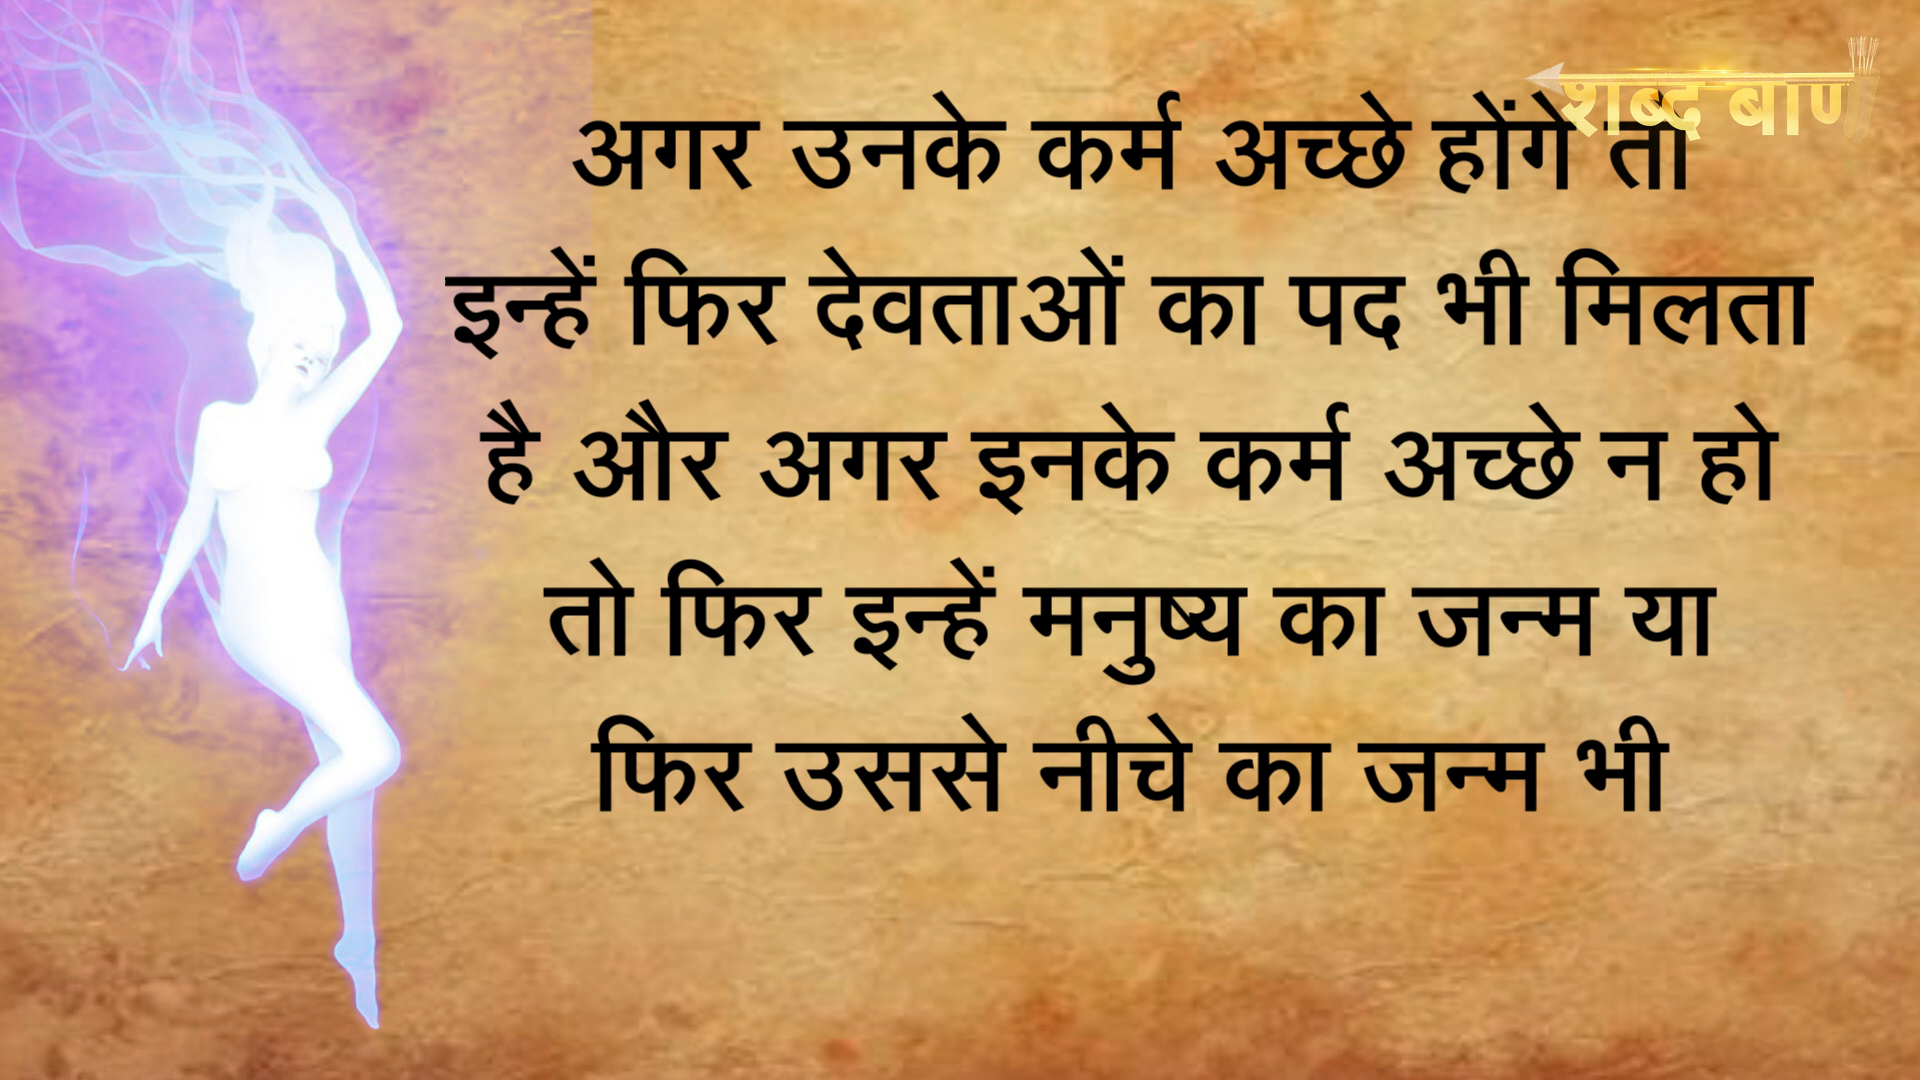 शब्द बाण
अगर उनके कर्म अच्छे होंगे तो
इन्हें फिर देवताओं का पद भी मिलता
है और अगर इनके कर्म अच्छे न हो
तो फिर इन्हें मनुष्य का जन्म या
फिर उससे नीचे का जन्म भी